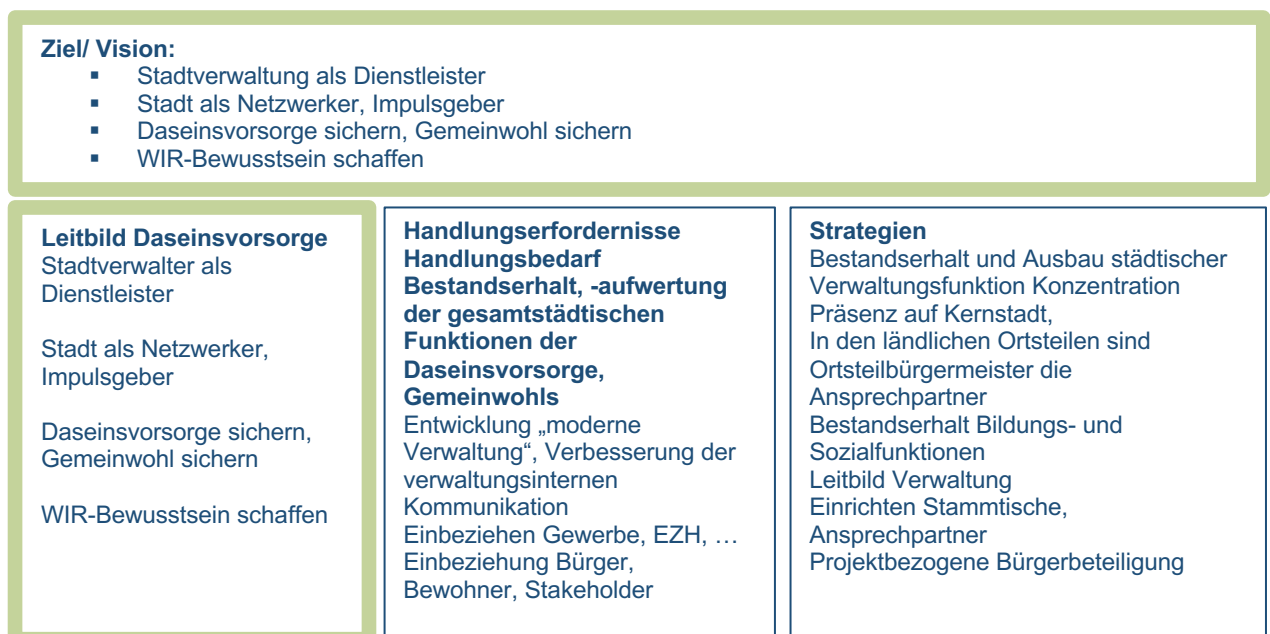 Ziel/ Vision:
▪ Stadtverwaltung als Dienstleister
▪ Stadt als Netzwerker, Impulsgeber
▪ Daseinsvorsorge sichern, Gemeinwohl sichern
▪ WIR-Bewusstsein schaffen
Leitbild Daseinsvorsorge
Stadtverwalter als
Dienstleister
Stadt als Netzwerker,
Impulsgeber
Daseinsvorsorge sichern,
Gemeinwohl sichern
WIR-Bewusstsein schaffen
Handlungserfordernisse
Handlungsbedarf
Bestandserhalt, -aufwertung
der gesamtstädtischen
Funktionen der
Daseinsvorsorge,
Gemeinwohls
Entwicklung „moderne
Verwaltung“, Verbesserung der
verwaltungsinternen
Kommunikation
Einbeziehen Gewerbe, EZH, …
Einbeziehung Bürger,
Bewohner, Stakeholder
Strategien
Bestandserhalt und Ausbau städtischer
Verwaltungsfunktion Konzentration
Präsenz auf Kernstadt,
In den ländlichen Ortsteilen sind
Ortsteilbürgermeister die
Ansprechpartner
Bestandserhalt Bildungs- und
Sozialfunktionen
Leitbild Verwaltung
Einrichten Stammtische,
Ansprechpartner
Projektbezogene Bürgerbeteiligung